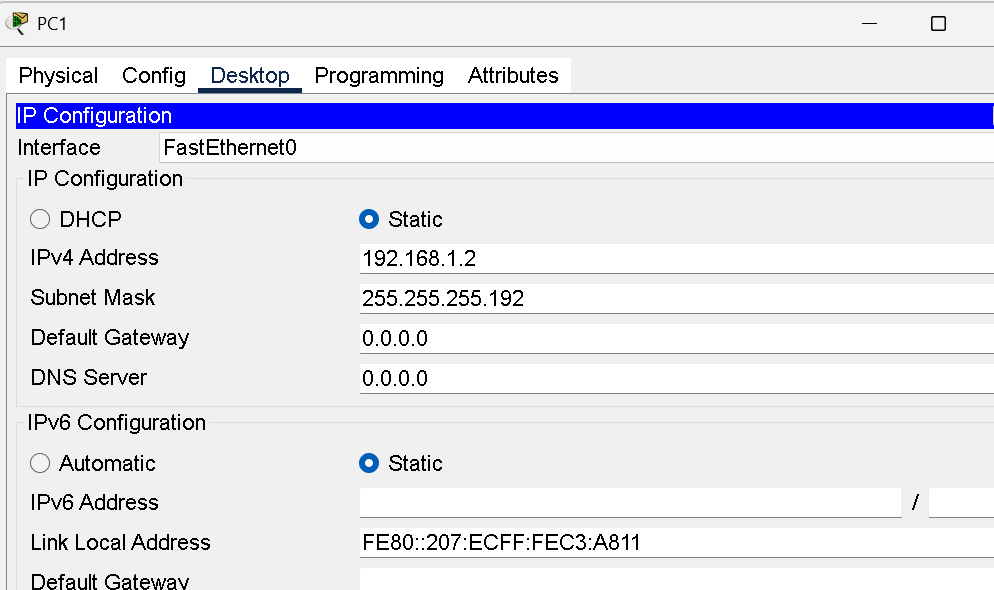 PC1
Physical Config Desktop Programming Attributes
IP Configuration
Interface FastEthernet0
IP Configuration
DHCP Static
IPv4 Address 192.168.1.2
Subnet Mask 255.255.255.192
Default Gateway 0.0.0.0
DNS Server 0.0.0.0
IPv6 Configuration
Automatic Static
IPv6 Address /
Link Local Address FE80::207:ECFF:FEC3:A811
Default Gateway